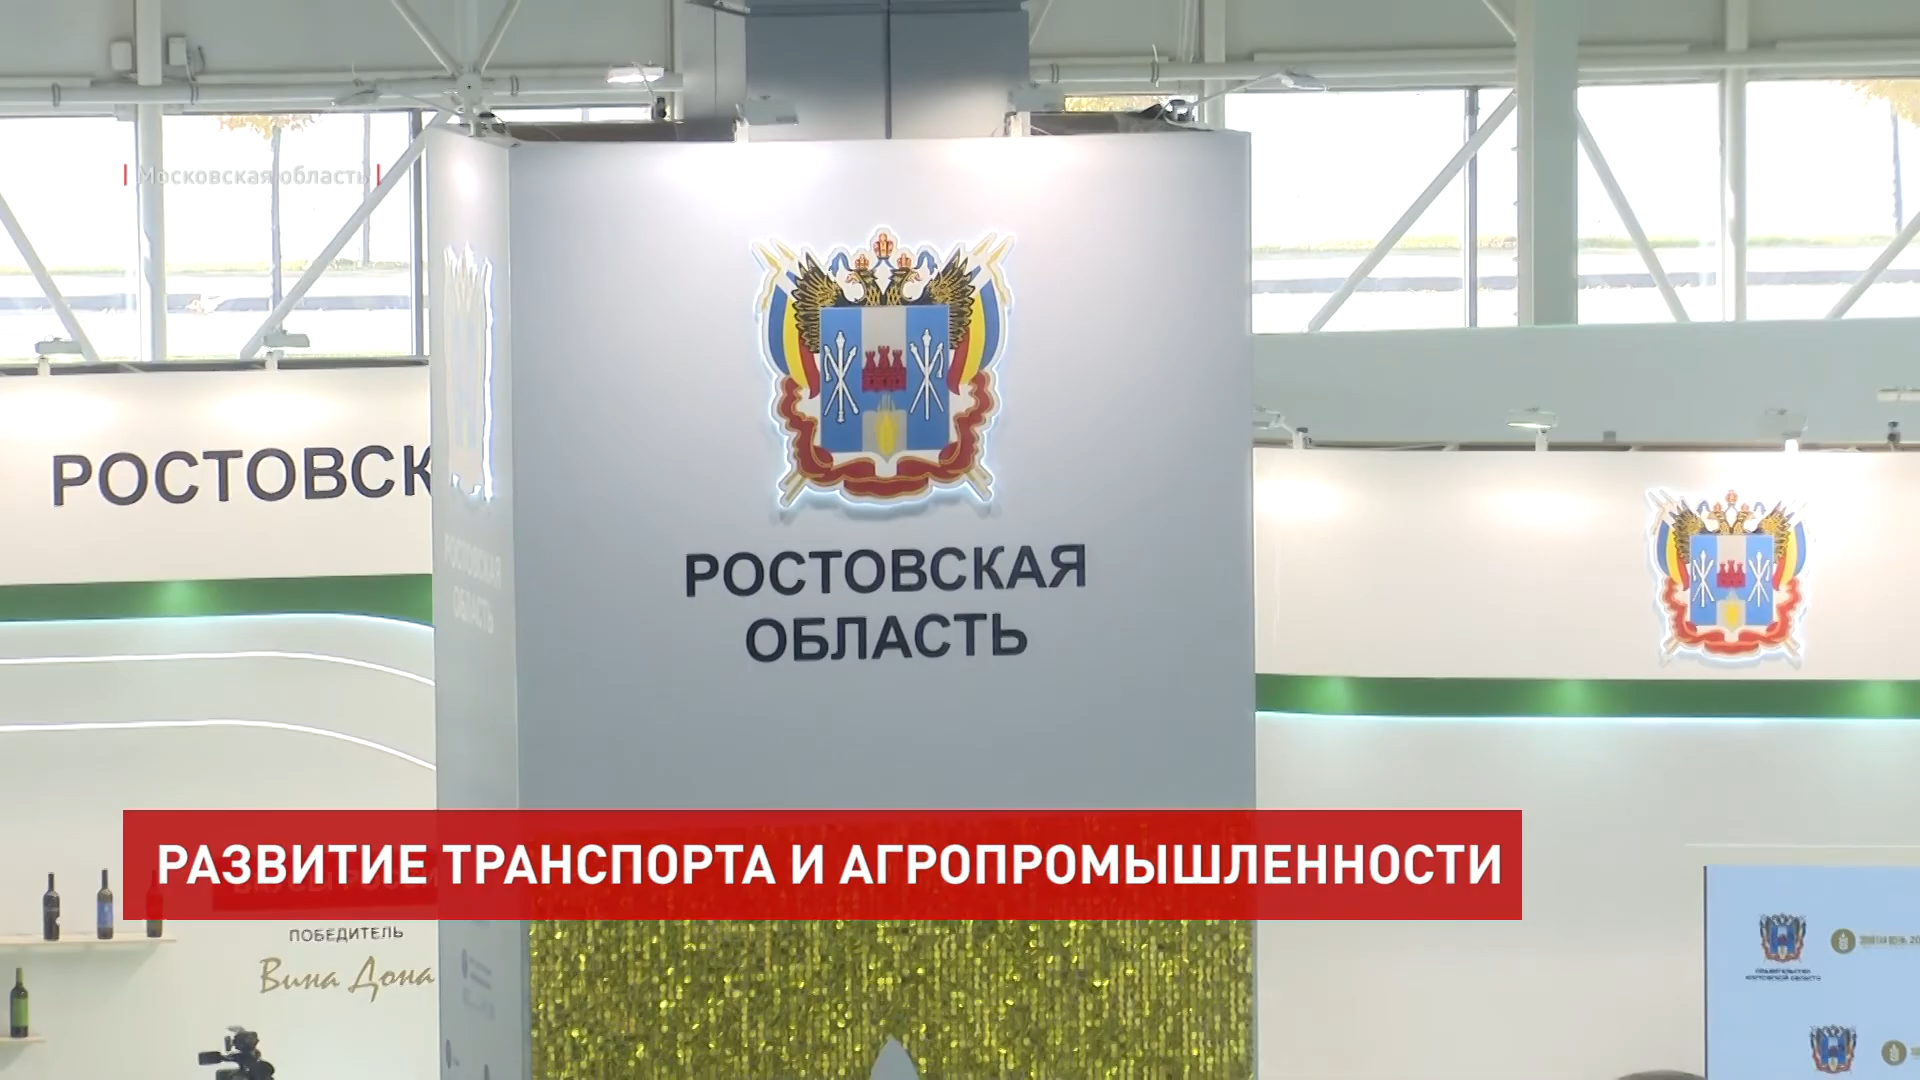 Московская область
РОСТОВСК
РОСТОВСКАЯ
ОБЛАСТЬ
РОСТОВСКАЯ
ОБЛАСТЬ
РАЗВИТИЕ ТРАНСПОРТА И АГРОПРОМЫШЛЕННОСТИ
ПОБЕДИТЕЛЬ
Вина Дона